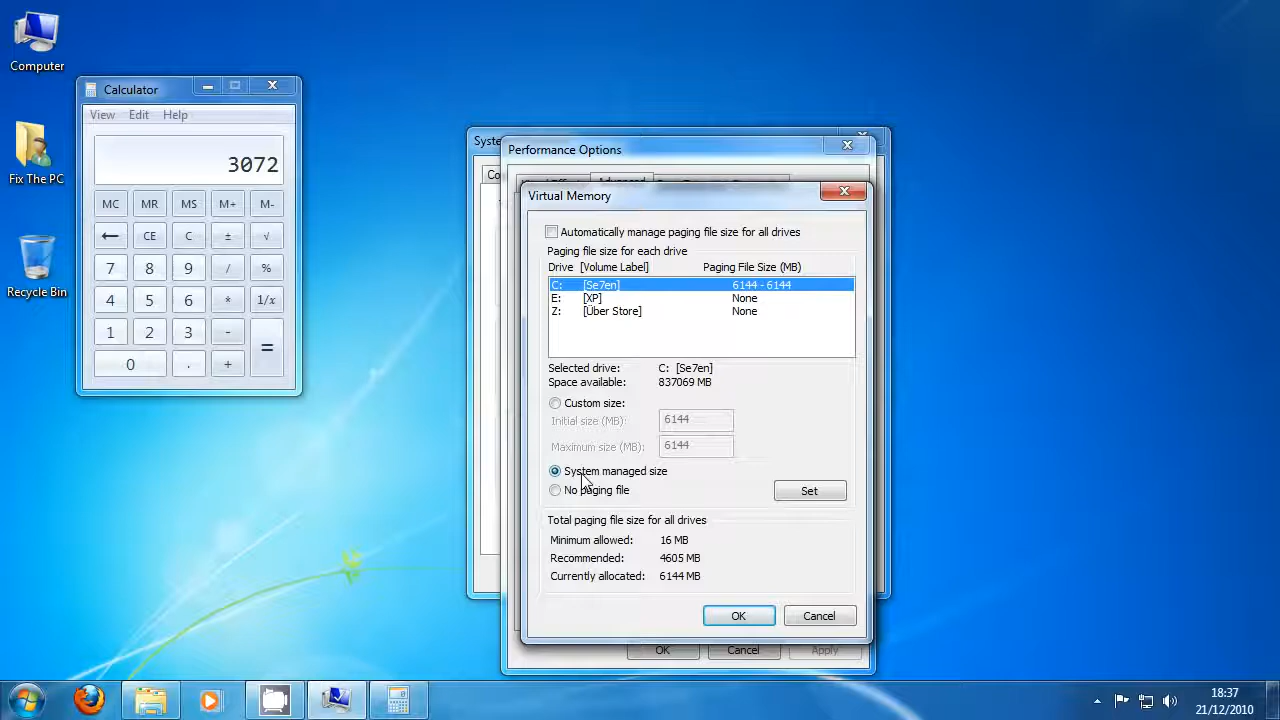 Computer
Fix The PC
Recycle Bin
Calculator
View Edit Help
3072
MC MR MS M+ M-
← CE C ± √
7 8 9 / %
4 5 6 * 1/x
1 2 3 - =
0 . +
Performance Options
Virtual Memory
Automatically manage paging file size for all drives
Paging file size for each drive
Drive [Volume Label] Paging File Size (MB)
C: [Se7en] 6144 - 6144
E: [XP] None
Z: [Über Store] None
Selected drive: C: [Se7en]
Space available: 837069 MB
Custom size:
Initial size (MB): 6144
Maximum size (MB): 6144
System managed size
No paging file
Set
Total paging file size for all drives
Minimum allowed: 16 MB
Recommended: 4605 MB
Currently allocated: 6144 MB
OK Cancel
OK Cancel Apply
18:37
21/12/2010